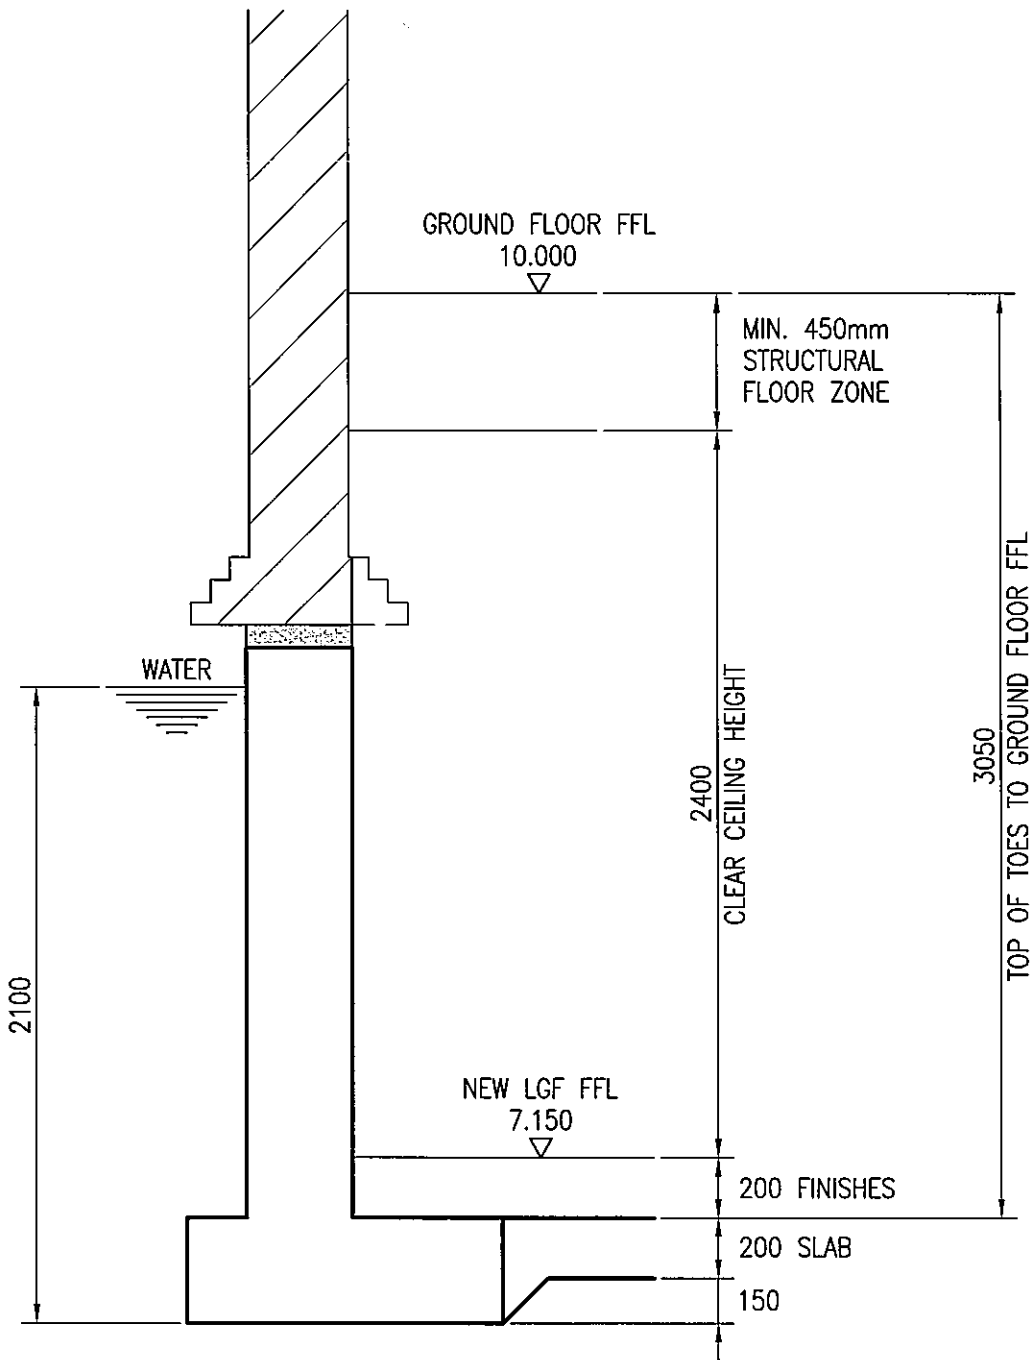 GROUND FLOOR FFL
10.000
MIN. 450mm
STRUCTURAL
FLOOR ZONE
WATER
2400
CLEAR CEILING HEIGHT
3050
TOP OF TOES TO GROUND FLOOR FFL
2100
NEW LGF FFL
7.150
200 FINISHES
200 SLAB
150